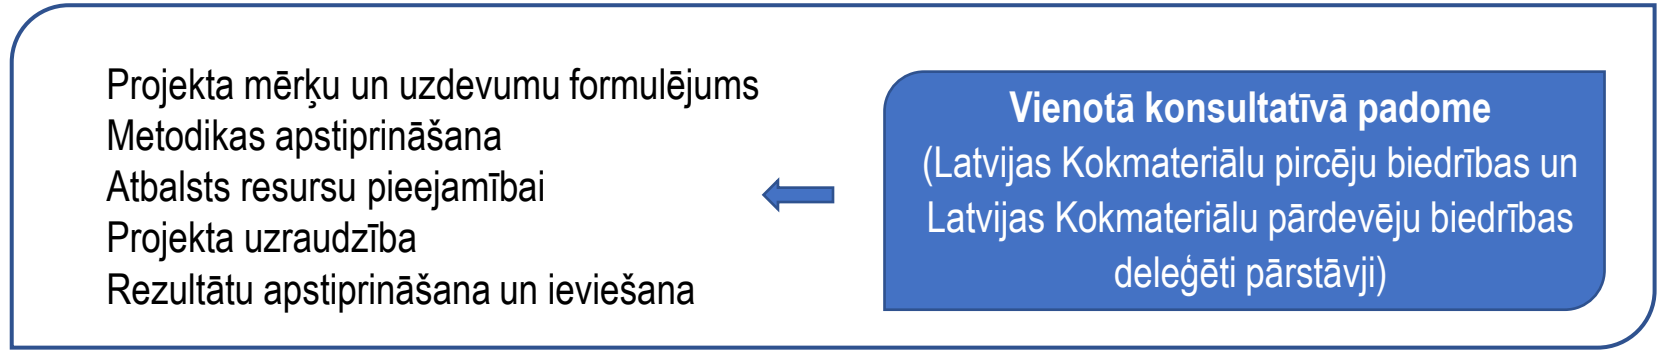 Projekta mērķu un uzdevumu formulējums
Metodikas apstiprināšana
Atbalsts resursu pieejamībai
Projekta uzraudzība
Rezultātu apstiprināšana un ieviešana
Vienotā konsultatīvā padome
(Latvijas Kokmateriālu pircēju biedrības un
Latvijas Kokmateriālu pārdevēju biedrības
deleģēti pārstāvji)